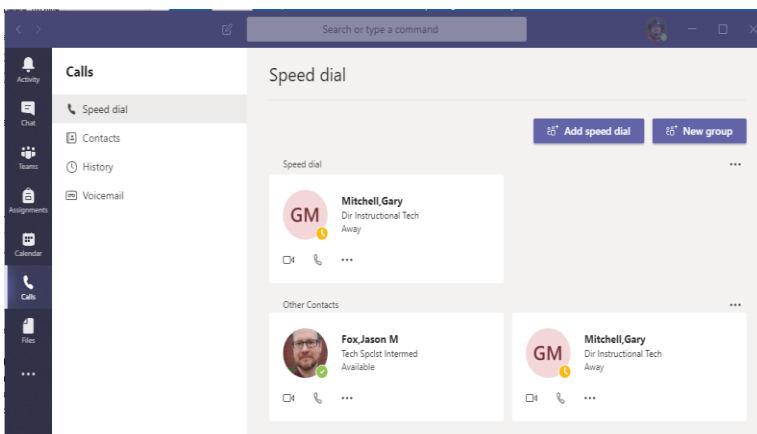 Search or type a command
Activity
Chat
Teams
Assignments
Calendar
Calls
Files
Calls
Speed dial
Contacts
History
Voicemail
Speed dial
Add speed dial
New group
Speed dial
GM
Mitchell,Gary
Dir Instructional Tech
Away
Other Contacts
Fox,Jason M
Tech Spclst Intermed
Available
GM
Mitchell,Gary
Dir Instructional Tech
Away